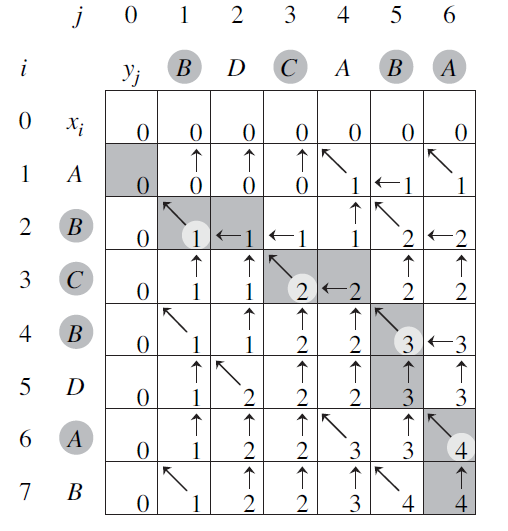 j 0 1 2 3 4 5 6
i yj B D C A B A
0 xi 0 0 0 0 0 0 0
1 A 0 ↑0 ↑0 ↑0 ↖1 ←1 ↖1
2 B 0 ↖1 ←1 ←1 ↑1 ↖2 ←2
3 C 0 ↑1 ↑1 ↖2 ←2 ↑2 ↑2
4 B 0 ↖1 ↑1 ↑2 ↑2 ↖3 ←3
5 D 0 ↑1 ↖2 ↑2 ↑2 ↑3 ↑3
6 A 0 ↑1 ↑2 ↑2 ↖3 ↑3 ↖4
7 B 0 ↖1 ↑2 ↑2 ↑3 ↖4 ↑4